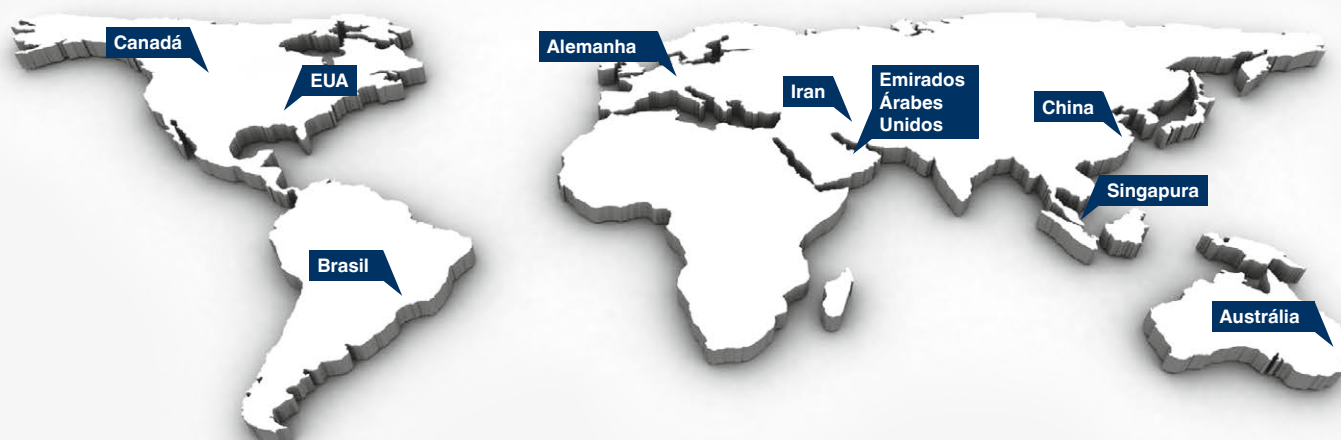 Canadá
EUA
Alemanha
Iran
Emirados
Árabes
Unidos
China
Singapura
Brasil
Austrália